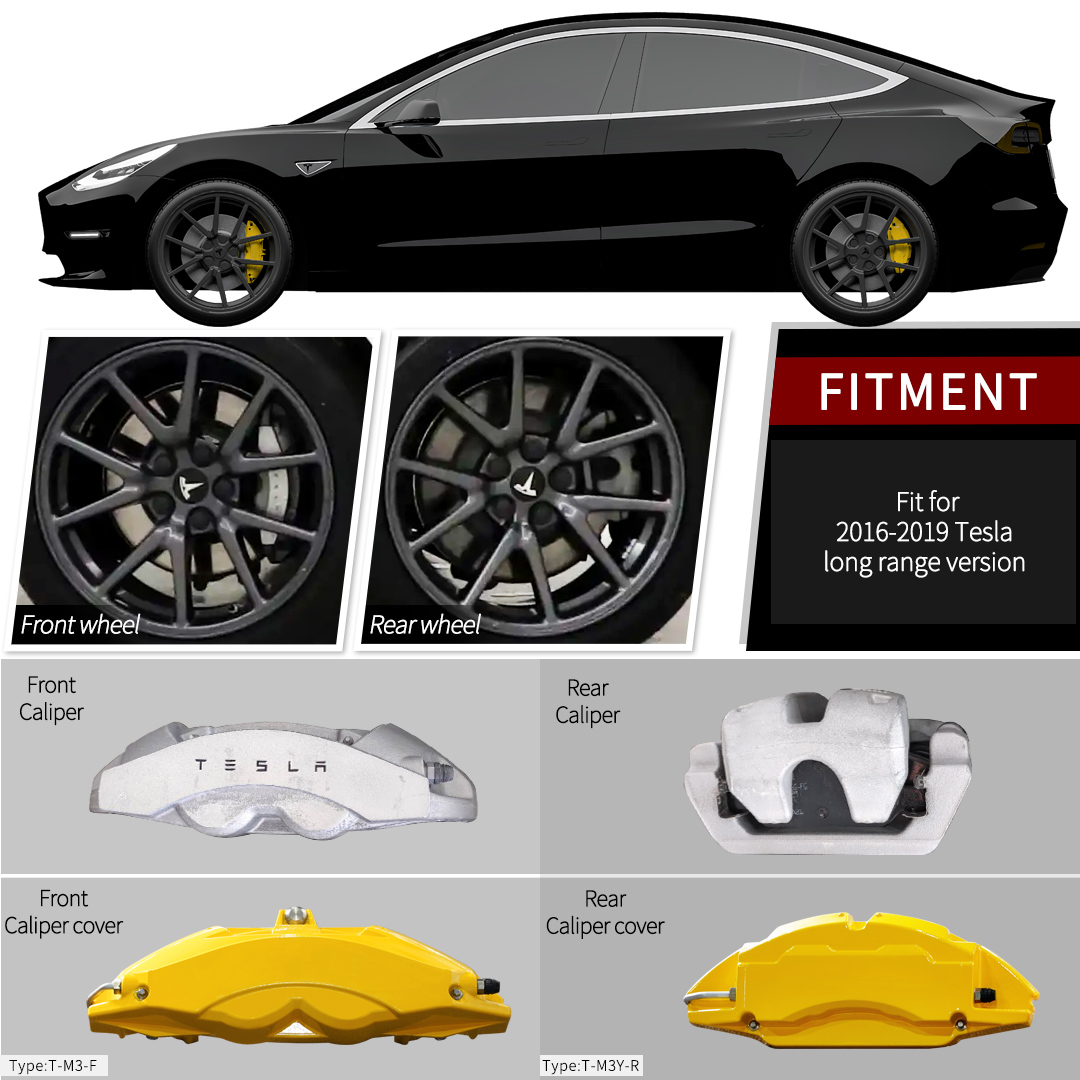 FITMENT
Fit for
2016-2019 Tesla
long range version
Front wheel
Rear wheel
Front
Caliper
TESLA
Rear
Caliper
Front
Caliper cover
Type:T-M3-F
Rear
Caliper cover
Type:T-M3Y-R